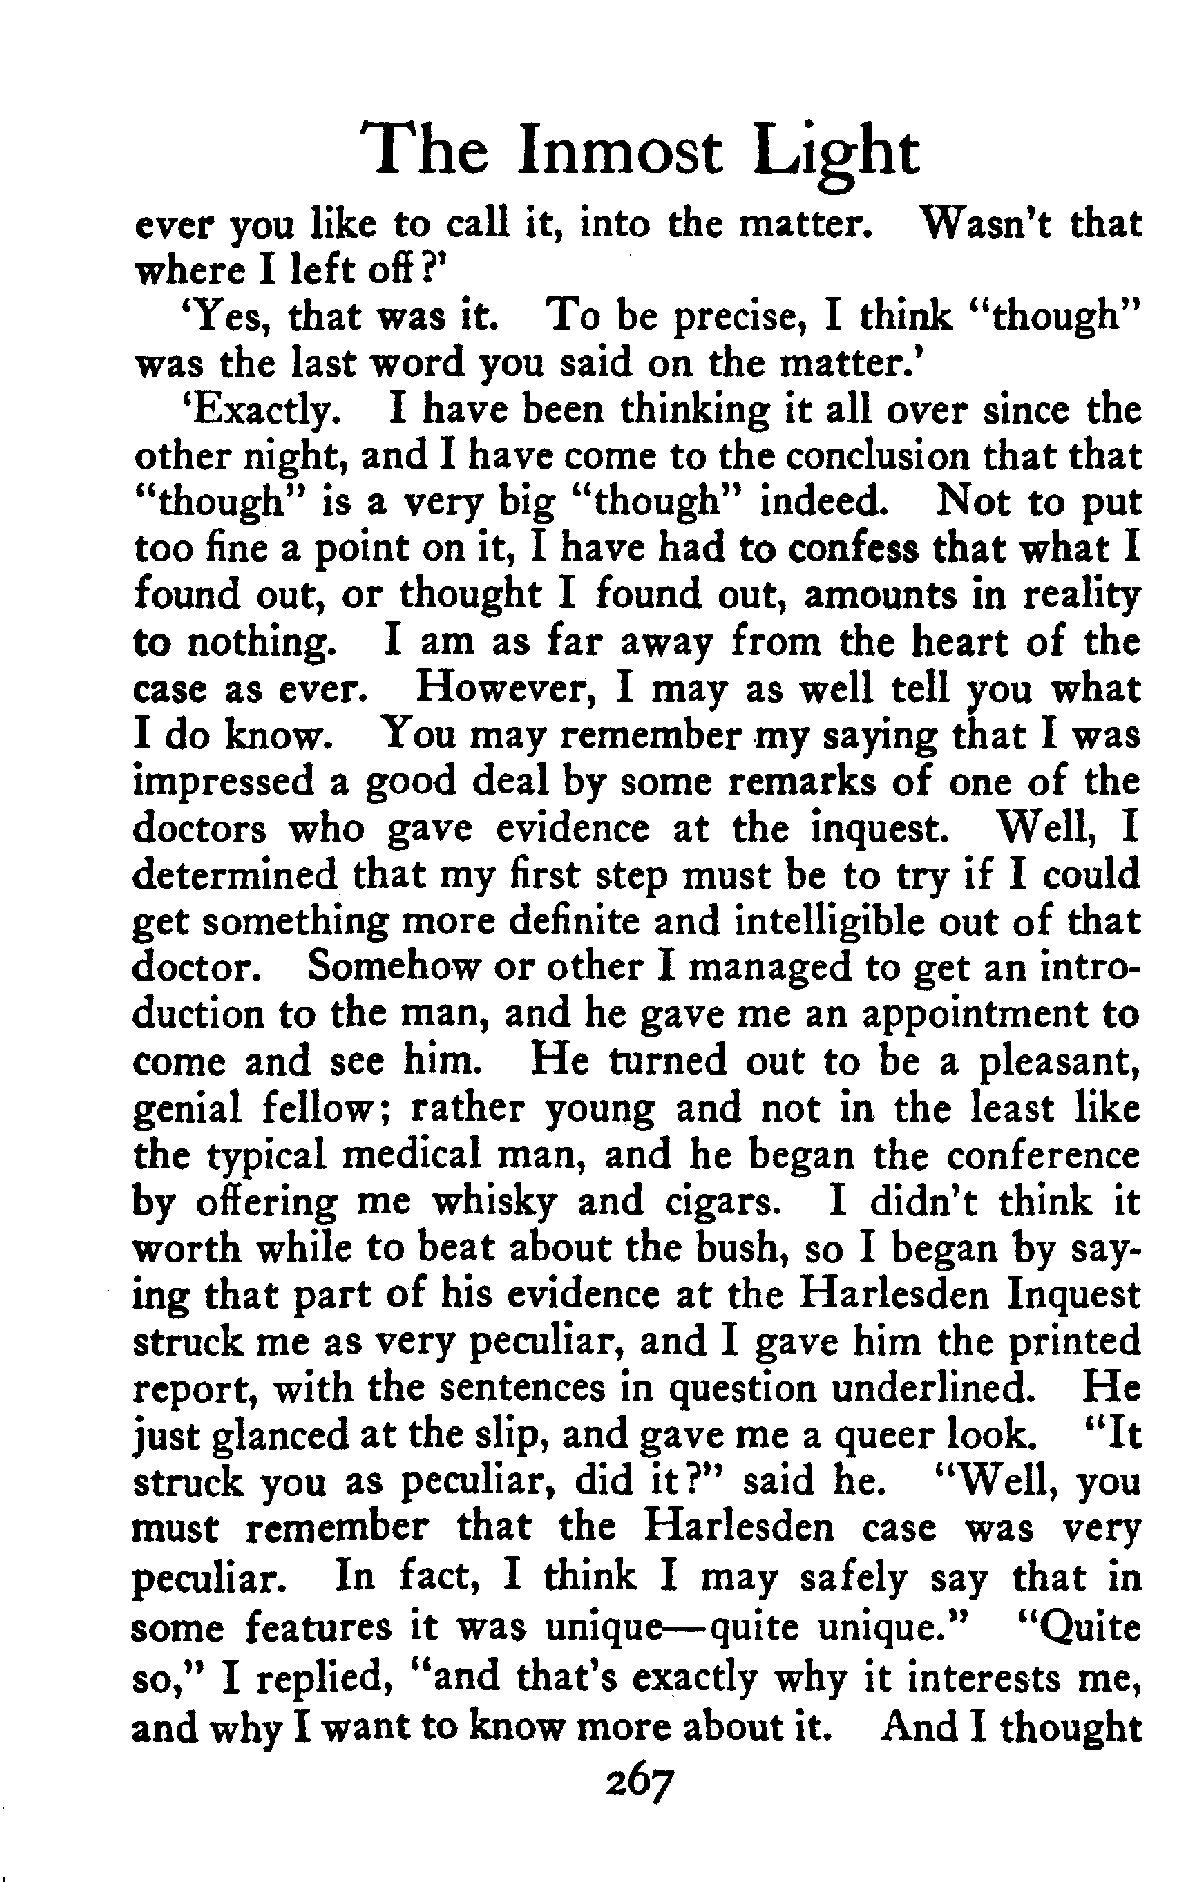 The Inmost Light
ever you like to call it, into the matter. Wasn't that
where I left off?'
'Yes, that was it. To be precise, I think "though"
was the last word you said on the matter.'
'Exactly. I have been thinking it all over since the
other night, and I have come to the conclusion that that
"though" is a very big "though" indeed. Not to put
too fine a point on it, I have had to confess that what I
found out, or thought I found out, amounts in reality
to nothing. I am as far away from the heart of the
case as ever. However, I may as well tell you what
I do know. You may remember my saying that I was
impressed a good deal by some remarks of one of the
doctors who gave evidence at the inquest. Well, I
determined that my first step must be to try if I could
get something more definite and intelligible out of that
doctor. Somehow or other I managed to get an intro-
duction to the man, and he gave me an appointment to
come and see him. He turned out to be a pleasant,
genial fellow; rather young and not in the least like
the typical medical man, and he began the conference
by offering me whisky and cigars. I didn't think it
worth while to beat about the bush, so I began by say-
ing that part of his evidence at the Harlesden Inquest
struck me as very peculiar, and I gave him the printed
report, with the sentences in question underlined. He
just glanced at the slip, and gave me a queer look. "It
struck you as peculiar, did it?" said he. "Well, you
must remember that the Harlesden case was very
peculiar. In fact, I think I may safely say that in
some features it was unique—quite unique." "Quite
so," I replied, "and that's exactly why it interests me,
and why I want to know more about it. And I thought
267